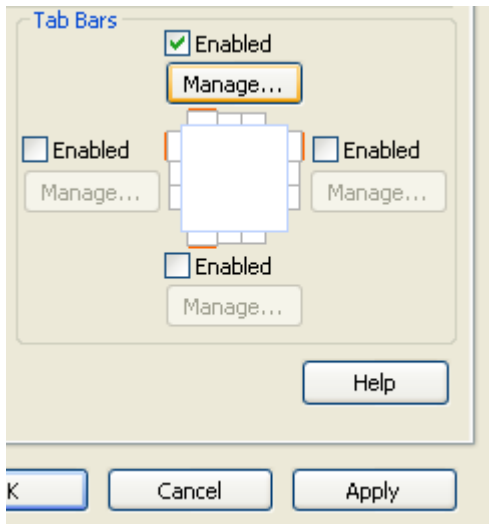 Tab Bars
Enabled
Manage...
Enabled
Enabled
Manage...
Manage...
Enabled
Manage...
Help
K
Cancel
Apply